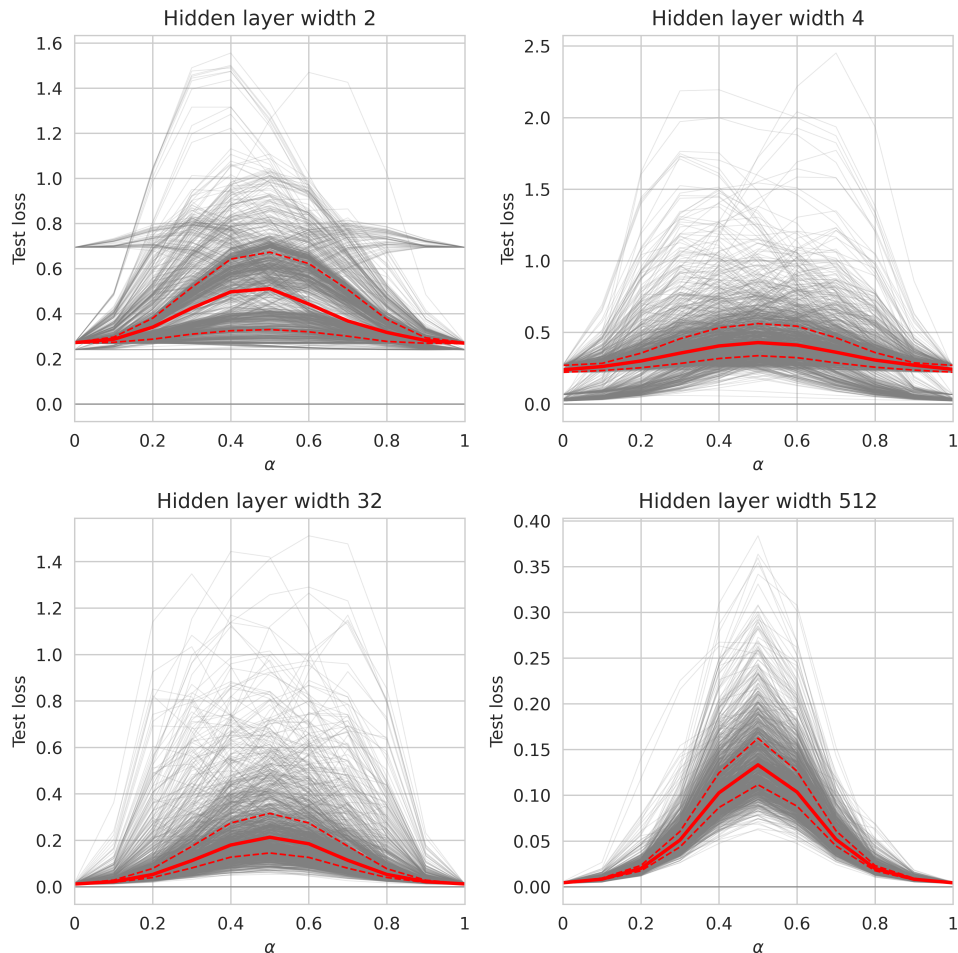 Hidden layer width 2
Test loss
1.6
1.4
1.2
1.0
0.8
0.6
0.4
0.2
0.0
0 0.2 0.4 0.6 0.8 1
α
Hidden layer width 4
Test loss
2.5
2.0
1.5
1.0
0.5
0.0
0 0.2 0.4 0.6 0.8 1
α
Hidden layer width 32
Test loss
1.4
1.2
1.0
0.8
0.6
0.4
0.2
0.0
0 0.2 0.4 0.6 0.8 1
α
Hidden layer width 512
Test loss
0.40
0.35
0.30
0.25
0.20
0.15
0.10
0.05
0.00
0 0.2 0.4 0.6 0.8 1
α